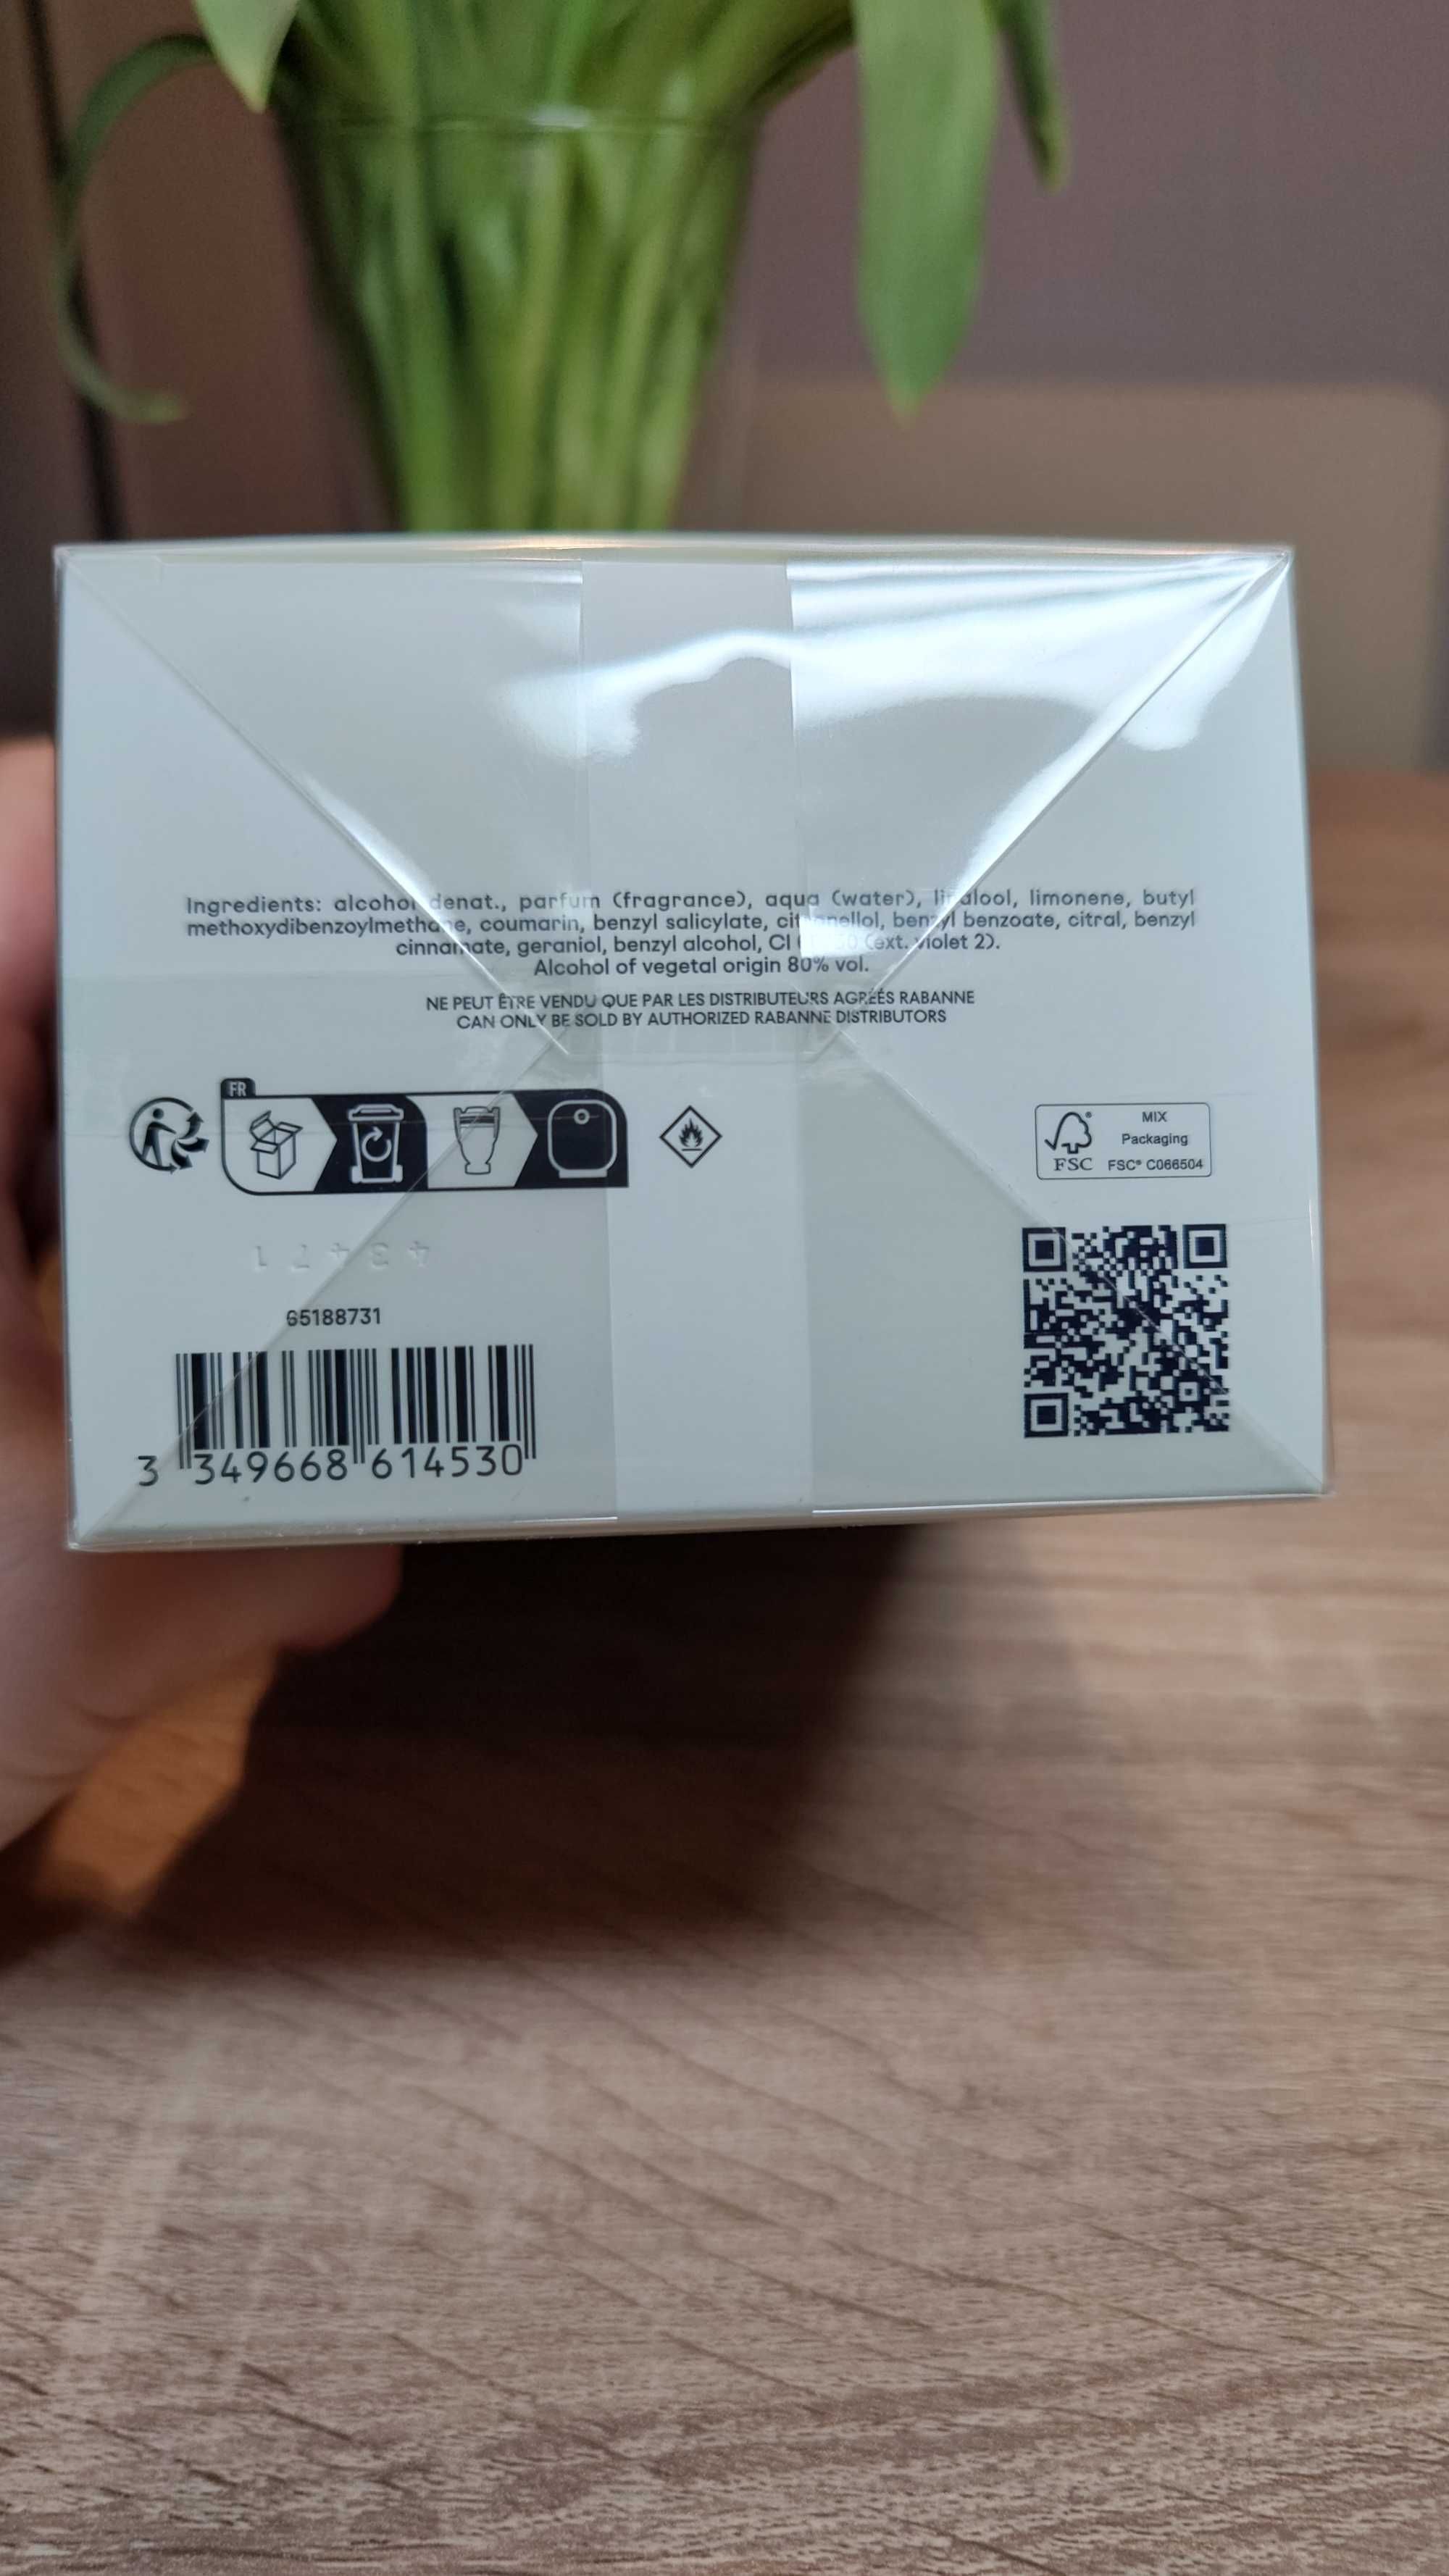 Ingredients: alcohol denat., parfum (fragrance), aqua (water), linalool, limonene, butyl
methoxydibenzoylmethane, coumarin, benzyl salicylate, citronellol, benzyl benzoate, citral, benzyl
cinnamate, geraniol, benzyl alcohol, CI (ext. violet 2).
Alcohol of vegetal origin 80% vol.
NE PEUT ÊTRE VENDU QUE PAR LES DISTRIBUTEURS AGRÉÉS RABANNE
CAN ONLY BE SOLD BY AUTHORIZED RABANNE DISTRIBUTORS
FR
MIX
Packaging
FSC® C066504
FSC
65188731
3 349668 614530